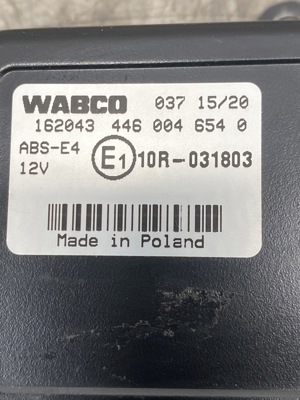 WABCO 037 15/20
162043 446 004 654 0
ABS-E4
12V
E1 10R-031803
Made in Poland